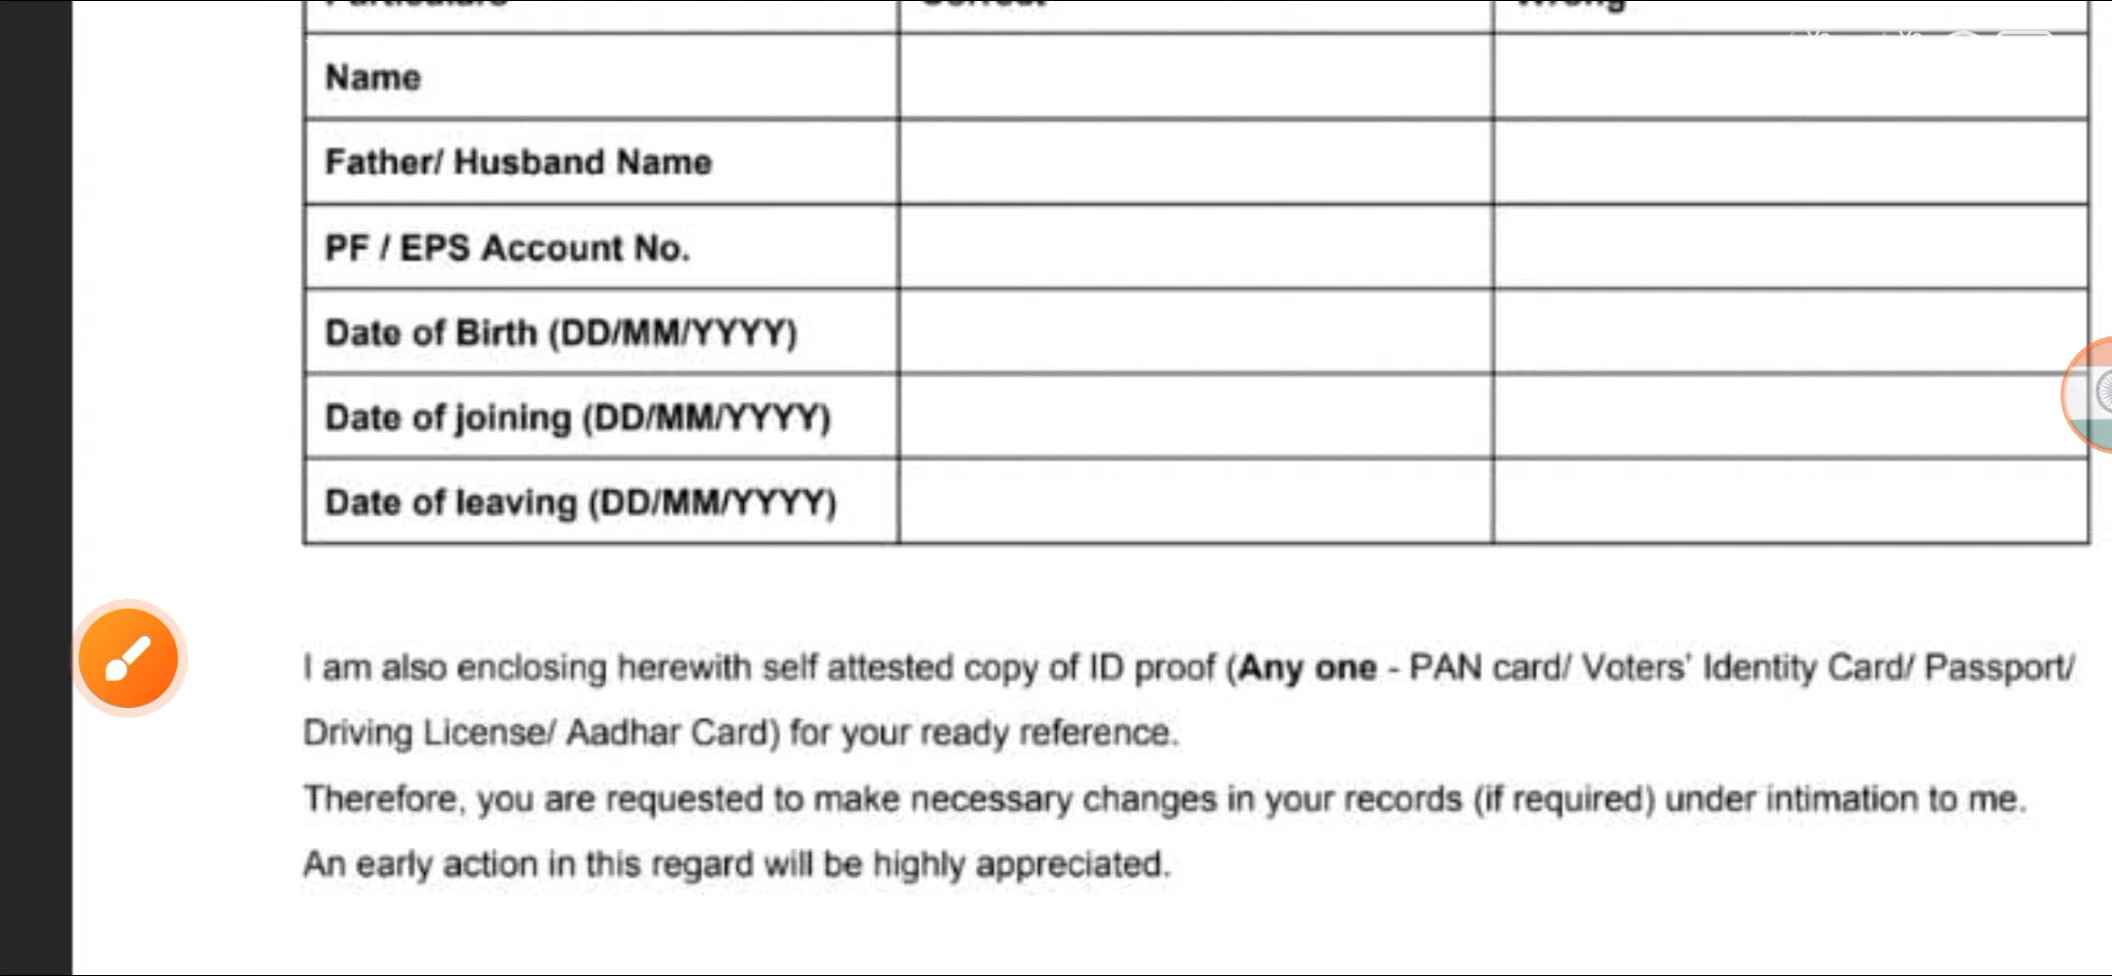 Particulars Correct Wrong
Name
Father/ Husband Name
PF / EPS Account No.
Date of Birth (DD/MM/YYYY)
Date of joining (DD/MM/YYYY)
Date of leaving (DD/MM/YYYY)
I am also enclosing herewith self attested copy of ID proof (Any one - PAN card/ Voters' Identity Card/ Passport/
Driving License/ Aadhar Card) for your ready reference.
Therefore, you are requested to make necessary changes in your records (if required) under intimation to me.
An early action in this regard will be highly appreciated.